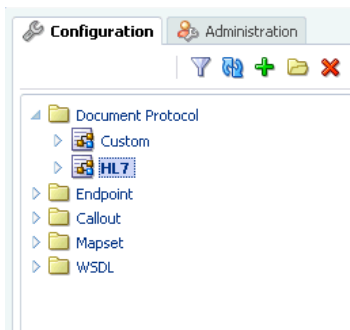 Configuration Administration
Document Protocol
Custom
HL7
Endpoint
Callout
Mapset
WSDL